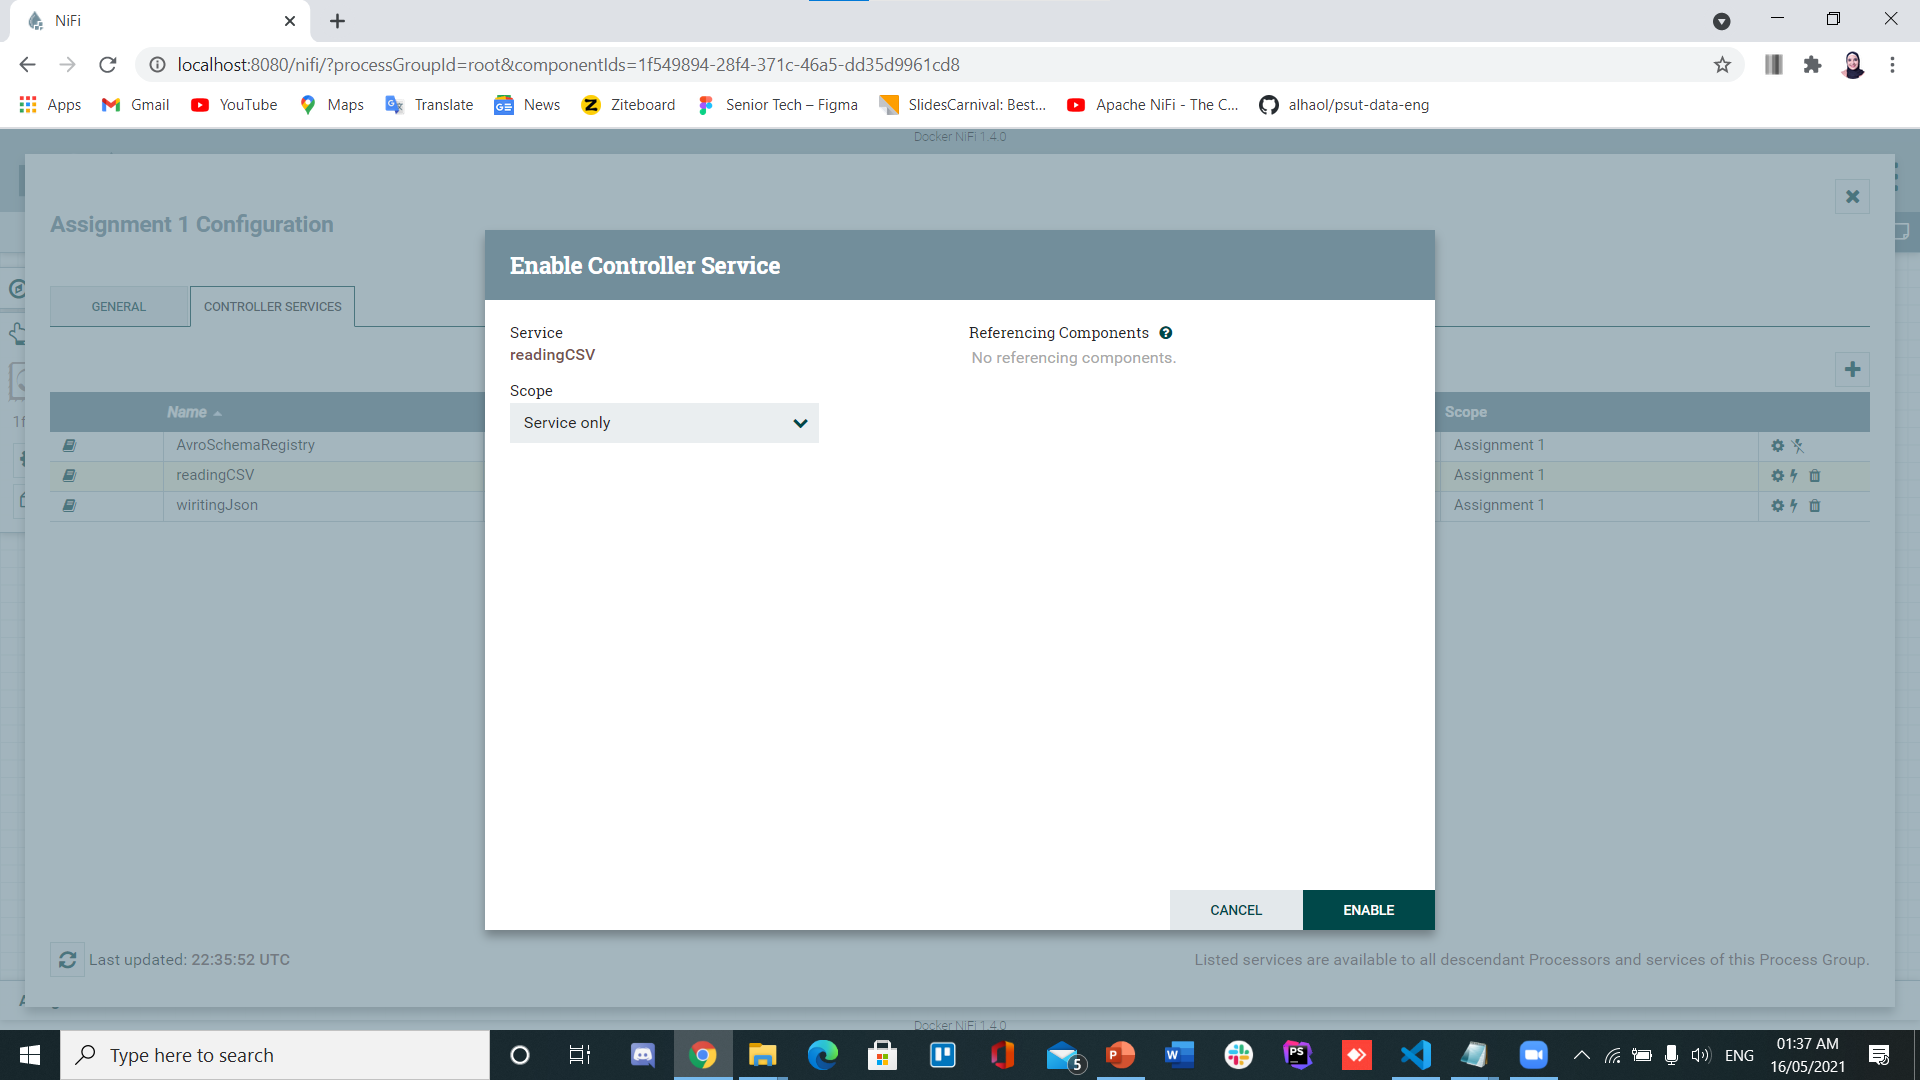 NiFi
localhost:8080/nifi/?processGroupId=root&componentIds=1f549894-28f4-371c-46a5-dd35d9961cd8
Apps Gmail YouTube Maps Translate News Ziteboard Senior Tech – Figma SlidesCarnival: Best... Apache NiFi - The C... alhaol/psut-data-eng
Docker NiFi 1.4.0
Assignment 1 Configuration
Enable Controller Service
GENERAL CONTROLLER SERVICES
Service
readingCSV
Referencing Components
No referencing components.
Scope
Service only
Name Scope
AvroSchemaRegistry Assignment 1
readingCSV Assignment 1
wiritingJson Assignment 1
CANCEL ENABLE
Last updated: 22:35:52 UTC
Listed services are available to all descendant Processors and services of this Process Group.
Docker NiFi 1.4.0
Type here to search
5
PS
ENG
01:37 AM
16/05/2021